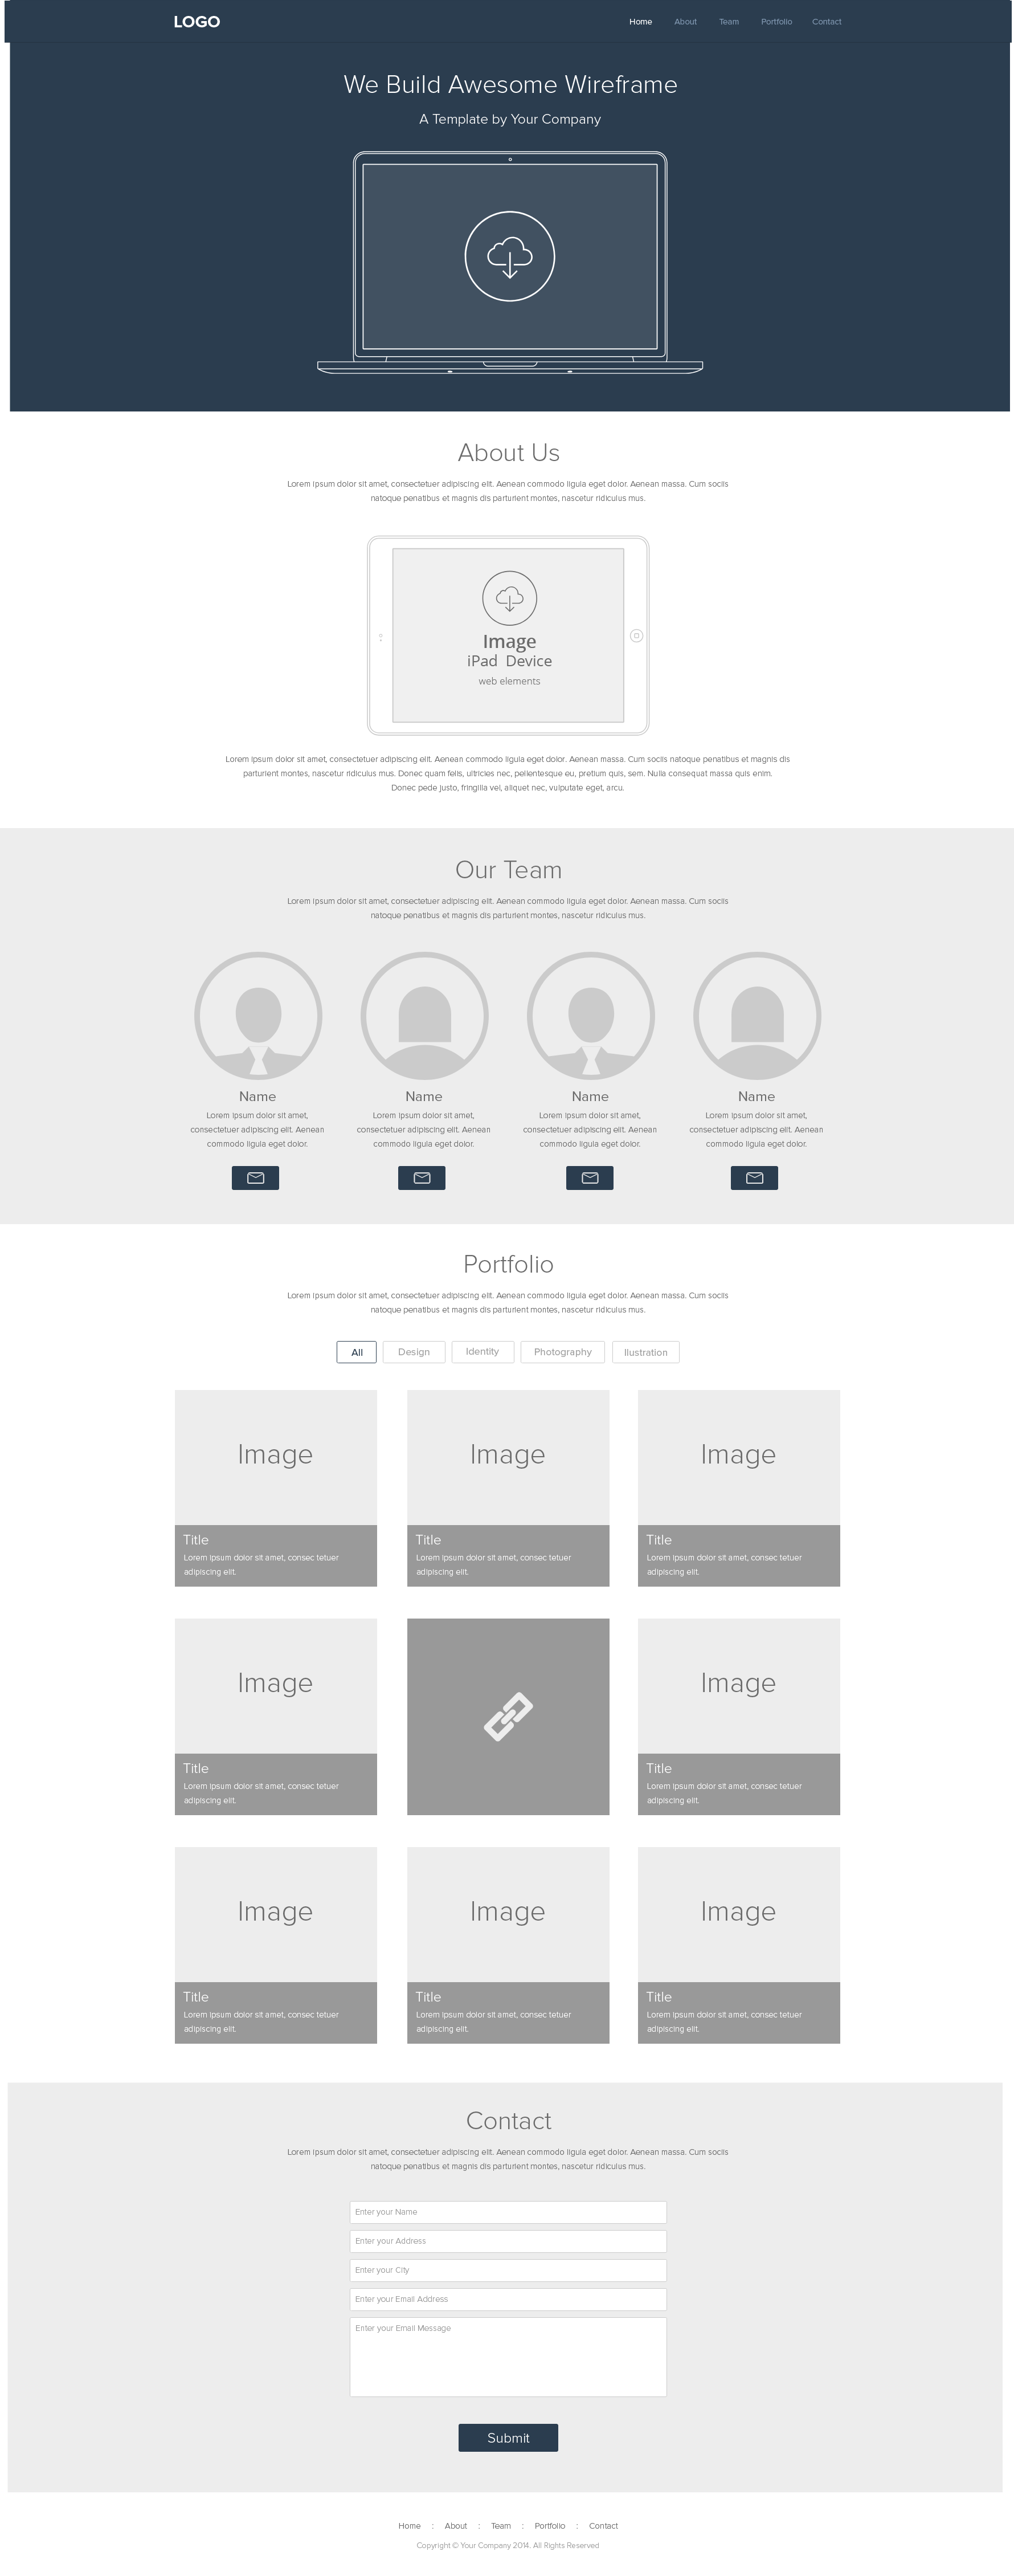 LOGO
Home About Team Portfolio Contact
We Build Awesome Wireframe
A Template by Your Company
About Us
Lorem ipsum dolor sit amet, consectetuer adipiscing elit. Aenean commodo ligula eget dolor. Aenean massa. Cum sociis
natoque penatibus et magnis dis parturient montes, nascetur ridiculus mus.
Image
iPad Device
web elements
Lorem ipsum dolor sit amet, consectetuer adipiscing elit. Aenean commodo ligula eget dolor. Aenean massa. Cum sociis natoque penatibus et magnis dis
parturient montes, nascetur ridiculus mus. Donec quam felis, ultricies nec, pellentesque eu, pretium quis, sem. Nulla consequat massa quis enim.
Donec pede justo, fringilla vel, aliquet nec, vulputate eget, arcu.
Our Team
Lorem ipsum dolor sit amet, consectetuer adipiscing elit. Aenean commodo ligula eget dolor. Aenean massa. Cum sociis
natoque penatibus et magnis dis parturient montes, nascetur ridiculus mus.
Name
Lorem ipsum dolor sit amet,
consectetuer adipiscing elit. Aenean
commodo ligula eget dolor.
Name
Lorem ipsum dolor sit amet,
consectetuer adipiscing elit. Aenean
commodo ligula eget dolor.
Name
Lorem ipsum dolor sit amet,
consectetuer adipiscing elit. Aenean
commodo ligula eget dolor.
Name
Lorem ipsum dolor sit amet,
consectetuer adipiscing elit. Aenean
commodo ligula eget dolor.
Portfolio
Lorem ipsum dolor sit amet, consectetuer adipiscing elit. Aenean commodo ligula eget dolor. Aenean massa. Cum sociis
natoque penatibus et magnis dis parturient montes, nascetur ridiculus mus.
All Design Identity Photography Ilustration
Image
Title
Lorem ipsum dolor sit amet, consec tetuer
adipiscing elit.
Image
Title
Lorem ipsum dolor sit amet, consec tetuer
adipiscing elit.
Image
Title
Lorem ipsum dolor sit amet, consec tetuer
adipiscing elit.
Image
Title
Lorem ipsum dolor sit amet, consec tetuer
adipiscing elit.
Image
Title
Lorem ipsum dolor sit amet, consec tetuer
adipiscing elit.
Image
Title
Lorem ipsum dolor sit amet, consec tetuer
adipiscing elit.
Image
Title
Lorem ipsum dolor sit amet, consec tetuer
adipiscing elit.
Image
Title
Lorem ipsum dolor sit amet, consec tetuer
adipiscing elit.
Contact
Lorem ipsum dolor sit amet, consectetuer adipiscing elit. Aenean commodo ligula eget dolor. Aenean massa. Cum sociis
natoque penatibus et magnis dis parturient montes, nascetur ridiculus mus.
Enter your Name
Enter your Address
Enter your City
Enter your Email Address
Enter your Email Message
Submit
Home : About : Team : Portfolio : Contact
Copyright © Your Company 2014. All Rights Reserved